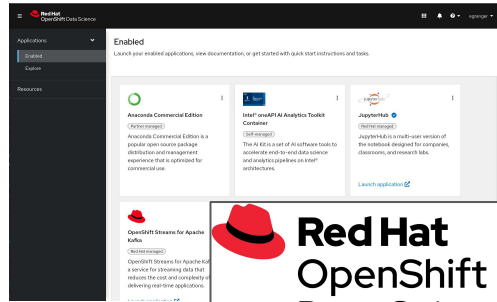 Red Hat
OpenShift Data Science
sgranger
Applications
Enabled
Explore
Resources
Enabled
Launch your enabled applications, view documentation, or get started with quick start instructions and tasks.
Anaconda Commercial Edition
Partner managed
Anaconda Commercial Edition is a
popular open source package
distribution and management
experience that is optimized for
commercial use.
Intel® oneAPI AI Analytics Toolkit
Container
Self-managed
The AI Kit is a set of AI software tools to
accelerate end-to-end data science
and analytics pipelines on Intel®
architectures.
jupyterhub
JupyterHub
Red Hat managed
JupyterHub is a multi-user version of
the notebook designed for companies,
classrooms, and research labs.
Launch application
OpenShift Streams for Apache
Kafka
Red Hat managed
OpenShift Streams for Apache Kaf
a service for streaming data that
reduces the cost and complexity of
delivering real-time applications.
Launch application
Red Hat
OpenShift